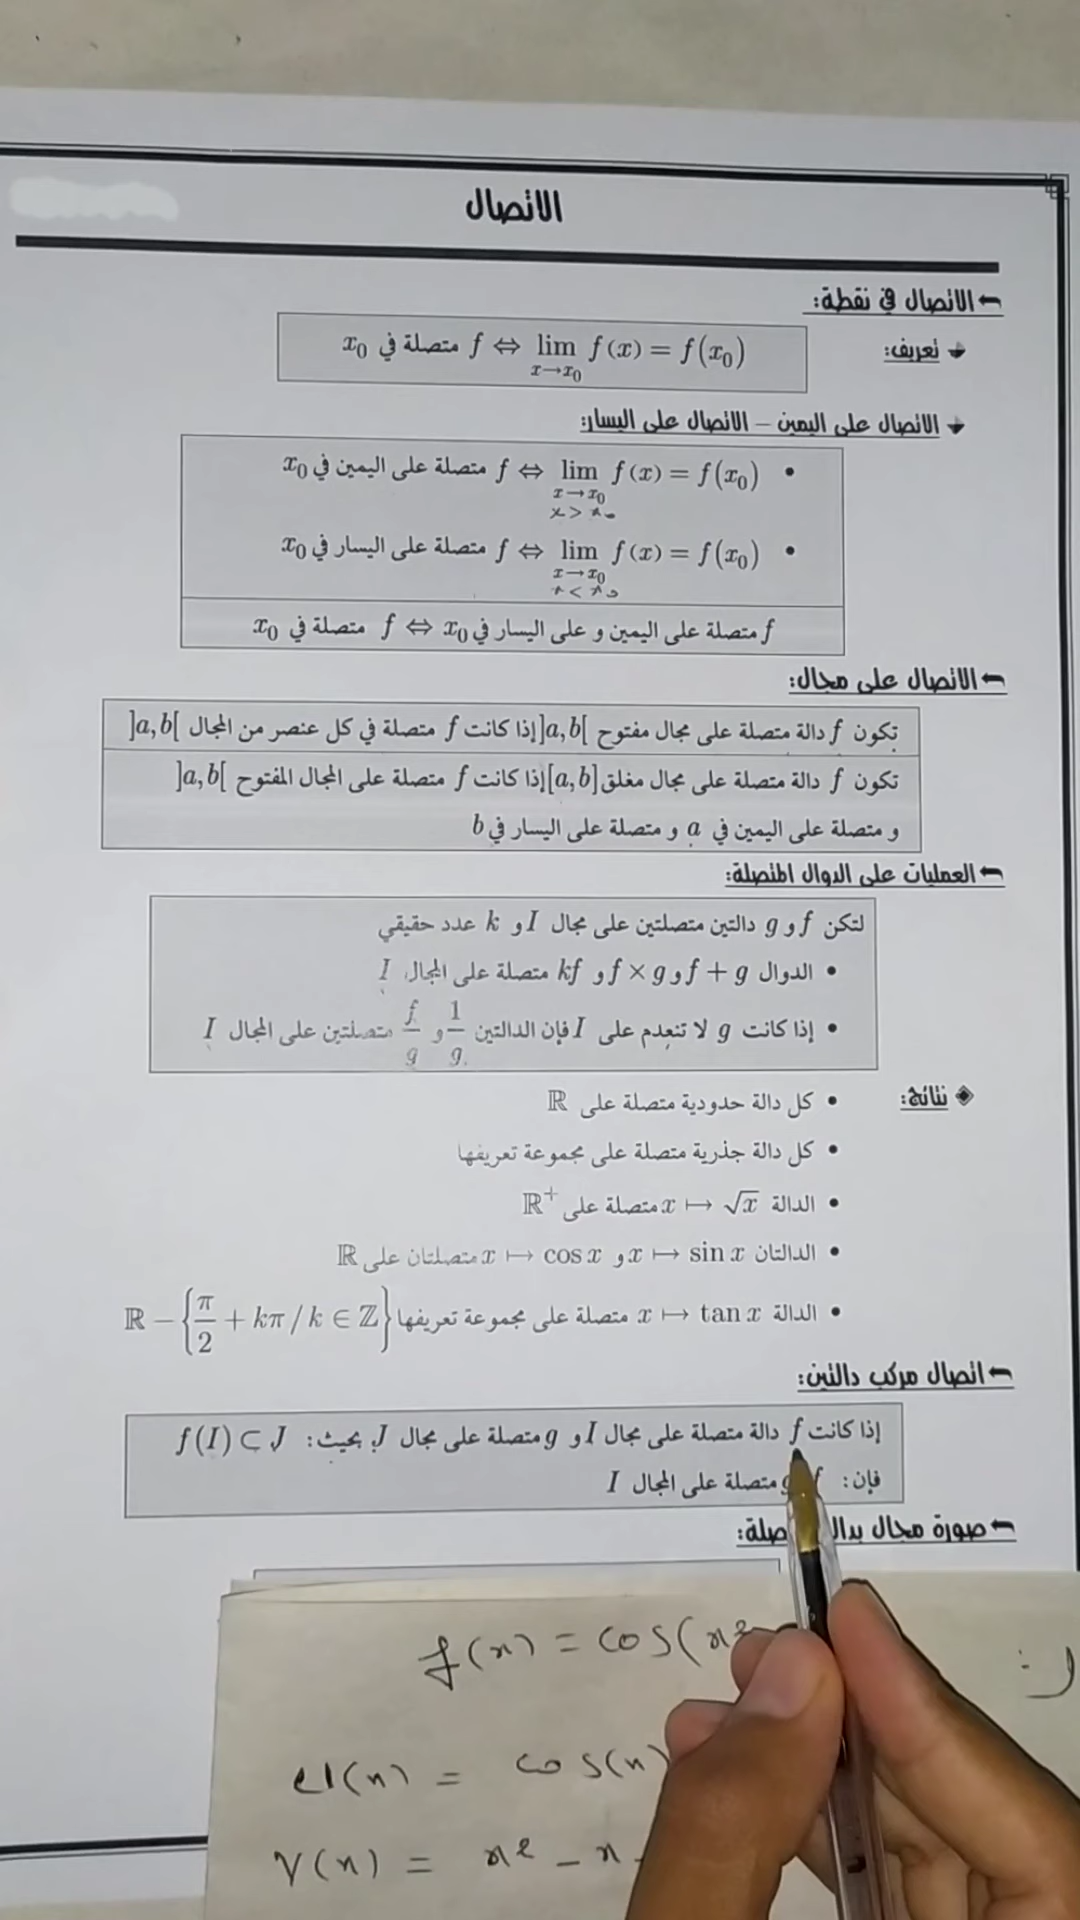 الاتصال
الاتصال في نقطة:
تعريف:
f متصلة في x₀ ⇔ lim f(x) = f(x₀)
x→x₀
الاتصال على اليمين – الاتصال على اليسار:
• f متصلة على اليمين في x₀ ⇔ lim f(x) = f(x₀)
x→x₀
x > x₀
• f متصلة على اليسار في x₀ ⇔ lim f(x) = f(x₀)
x→x₀
x < x₀
f متصلة على اليمين و على اليسار في x₀ ⇔ f متصلة في x₀
الاتصال على مجال:
تكون f دالة متصلة على مجال مفتوح ]a,b[ إذا كانت f متصلة في كل عنصر من المجال ]a,b[
تكون f دالة متصلة على مجال مغلق [a,b] إذا كانت f متصلة على المجال المفتوح ]a,b[
و متصلة على اليمين في a و متصلة على اليسار في b
العمليات على الدوال المتصلة:
لتكن f و g دالتين متصلتين على مجال I و k عدد حقيقي
• الدوال f + g و f × g و kf متصلة على المجال I
• إذا كانت g لا تنعدم على I فإن الدالتين 1/g و f/g متصلتين على المجال I
نتائج:
• كل دالة حدودية متصلة على ℝ
• كل دالة جذرية متصلة على مجموعة تعريفها
• الدالة x ↦ √x متصلة على ℝ⁺
• الدالتان x ↦ sin x و x ↦ cos x متصلتان على ℝ
• الدالة x ↦ tan x متصلة على مجموعة تعريفها ℝ − {π/2 + kπ / k ∈ ℤ}
اتصال مركب دالتين:
إذا كانت f دالة متصلة على مجال I و g متصلة على مجال J بحيث: f(I) ⊂ J
فإن: متصلة على المجال I
صورة مجال
f(x) = cos(x²
u(x) = cos(x)
v(x) = x² − x